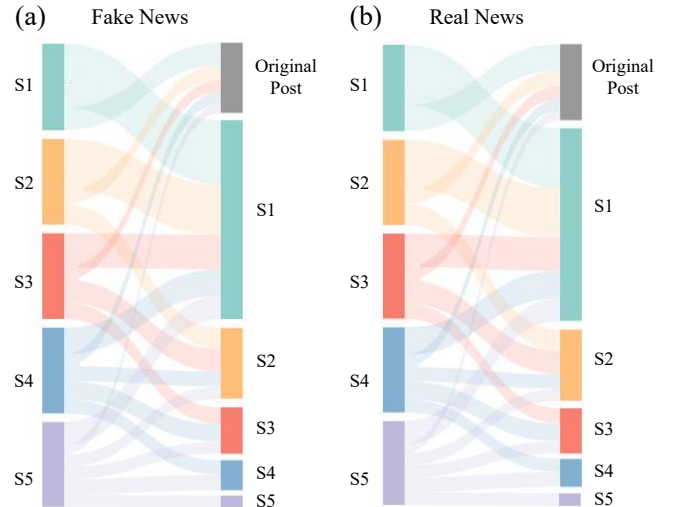 (a) Fake News
S1
S2
S3
S4
S5
Original
Post
S1
S2
S3
S4
S5
(b) Real News
S1
S2
S3
S4
S5
Original
Post
S1
S2
S3
S4
S5